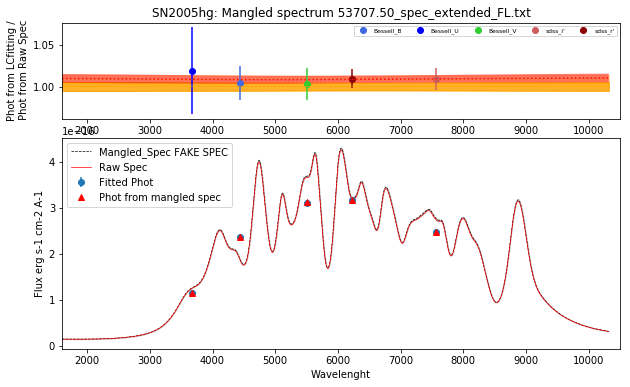 SN2005hg: Mangled spectrum 53707.50_spec_extended_FL.txt
Phot from LCfitting /
Phot from Raw Spec
1.05
1.00
Bessell_B
Bessell_U
Bessell_V
sdss_i'
sdss_r'
2000 3000 4000 5000 6000 7000 8000 9000 10000
Flux erg s-1 cm-2 A-1
4
3
2
1
0
Mangled_Spec FAKE SPEC
Raw Spec
Fitted Phot
Phot from mangled spec
2000 3000 4000 5000 6000 7000 8000 9000 10000
Wavelenght